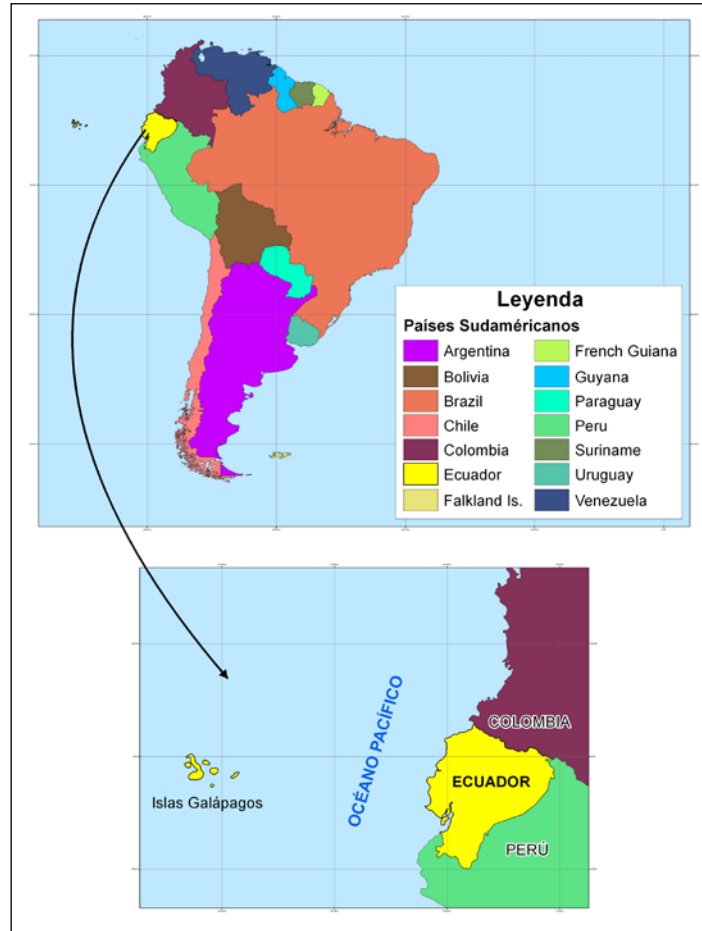 Leyenda
Países Sudaméricanos
Argentina
Bolivia
Brazil
Chile
Colombia
Ecuador
Falkland Is.
French Guiana
Guyana
Paraguay
Peru
Suriname
Uruguay
Venezuela
COLOMBIA
OCÉANO PACÍFICO
ECUADOR
Islas Galápagos
PERÚ